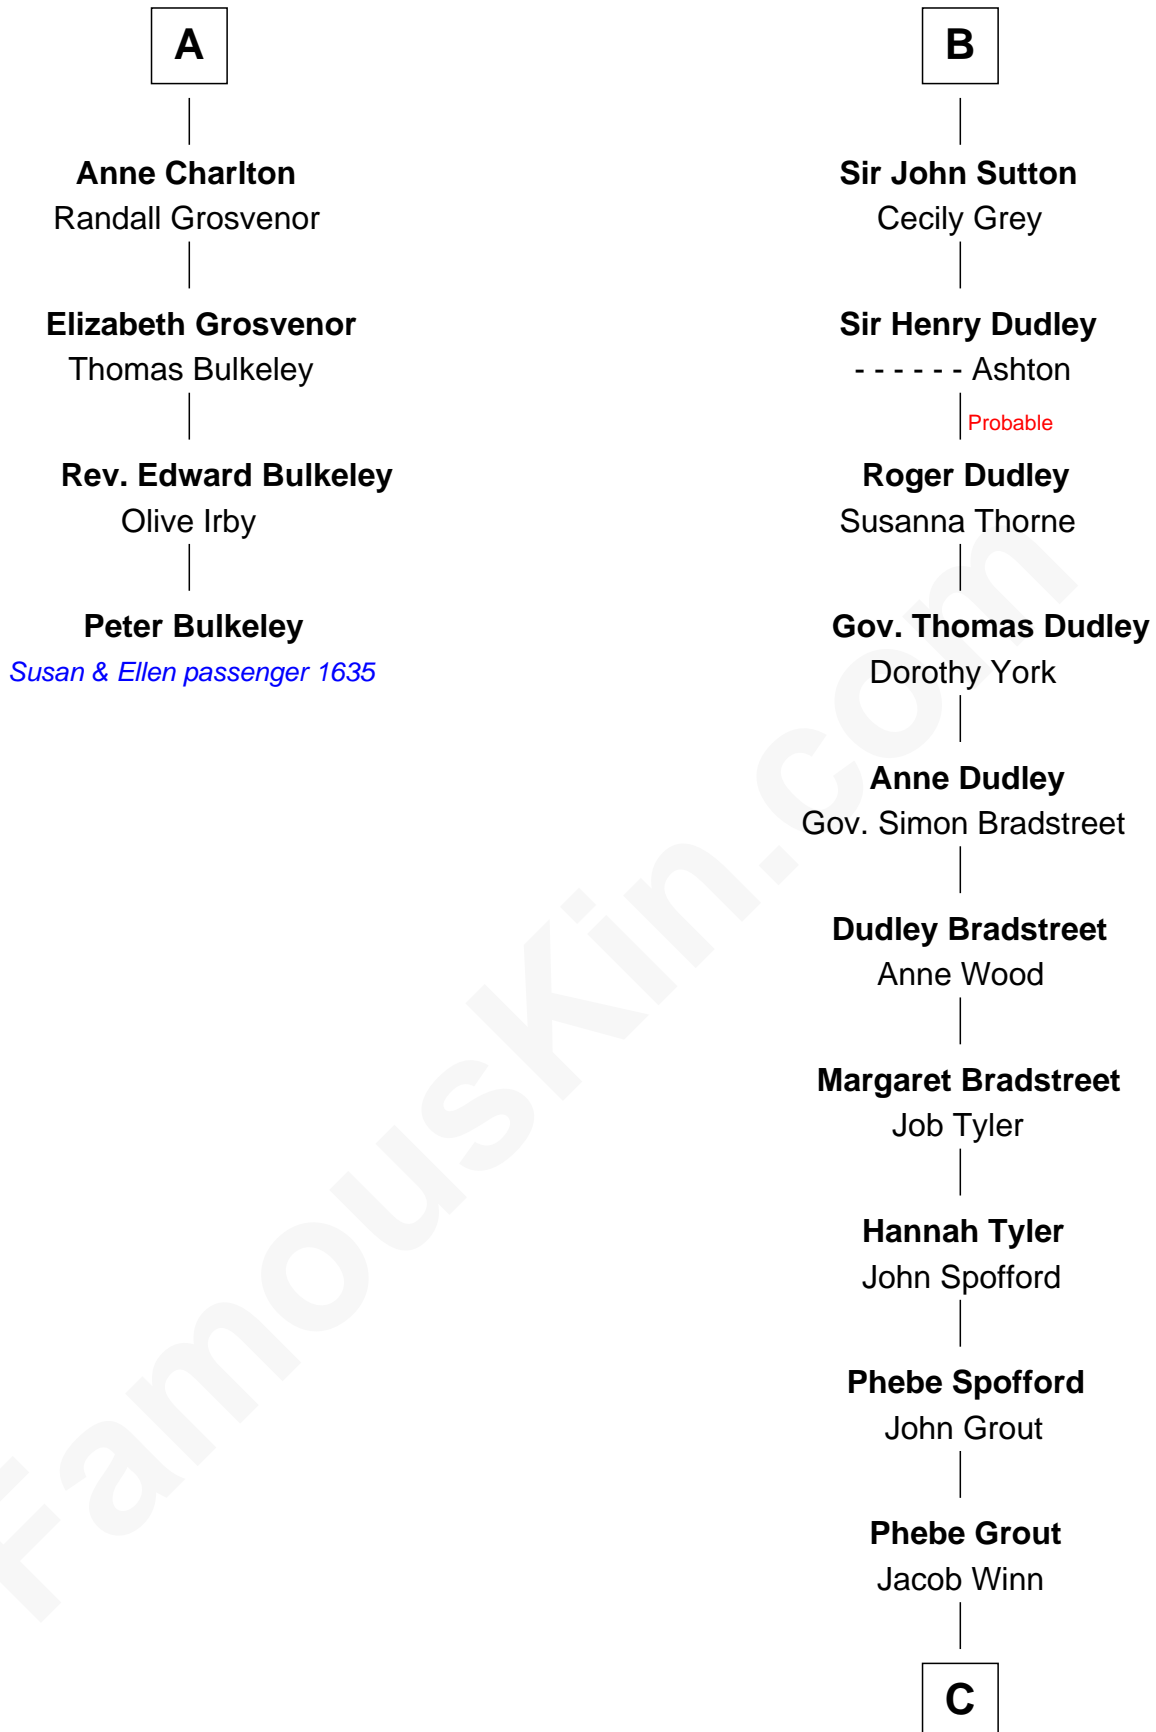 A
Anne Charlton
Randall Grosvenor
Elizabeth Grosvenor
Thomas Bulkeley
Rev. Edward Bulkeley
Olive Irby
Peter Bulkeley
Susan & Ellen passenger 1635
B
Sir John Sutton
Cecily Grey
Sir Henry Dudley
- - - - - - Ashton
Probable
Roger Dudley
Susanna Thorne
Gov. Thomas Dudley
Dorothy York
Anne Dudley
Gov. Simon Bradstreet
Dudley Bradstreet
Anne Wood
Margaret Bradstreet
Job Tyler
Hannah Tyler
John Spofford
Phebe Spofford
John Grout
Phebe Grout
Jacob Winn
C
FamousKin.com